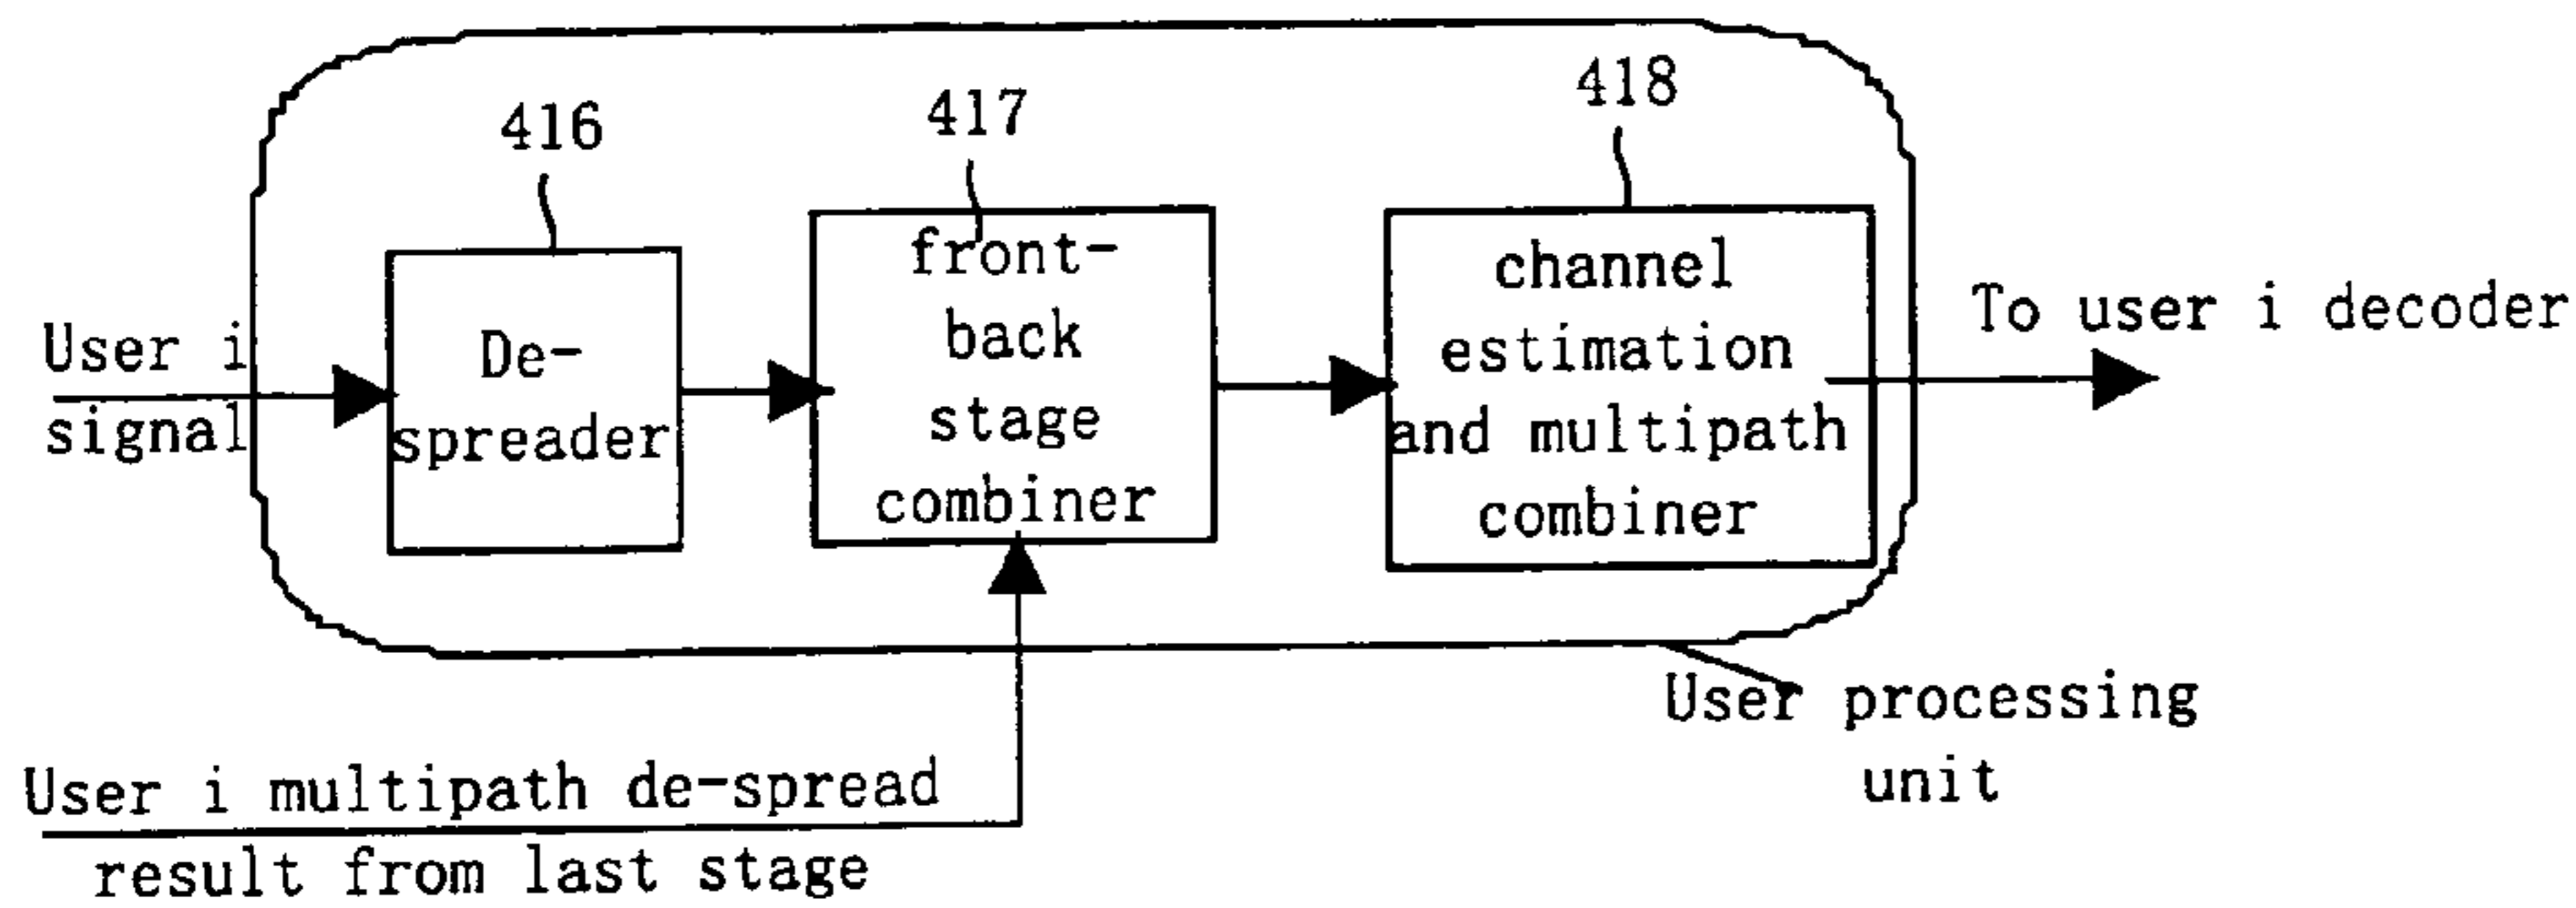 416
417
418
User i
signal
De-
spreader
front-
back
stage
combiner
channel
estimation
and multipath
combiner
To user i decoder
User processing
unit
User i multipath de-spread
result from last stage